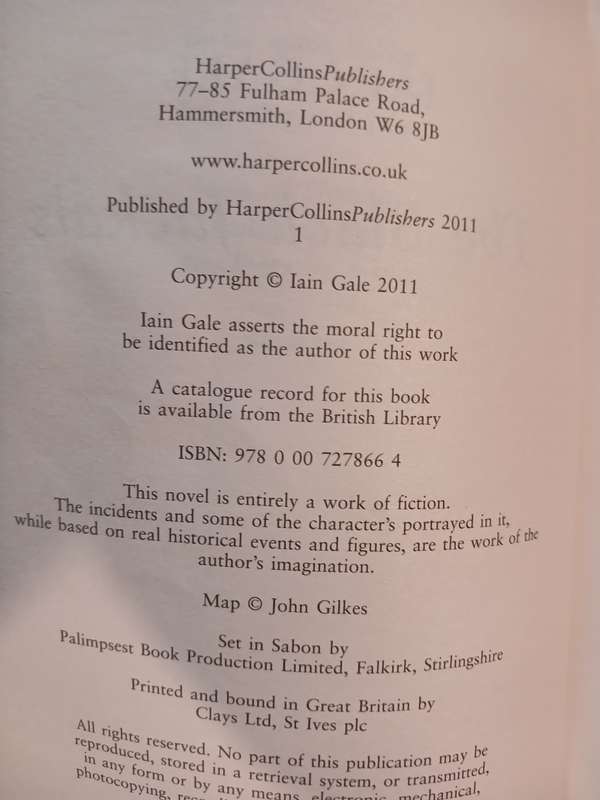 HarperCollinsPublishers
77–85 Fulham Palace Road,
Hammersmith, London W6 8JB
www.harpercollins.co.uk
Published by HarperCollinsPublishers 2011
1
Copyright © Iain Gale 2011
Iain Gale asserts the moral right to
be identified as the author of this work
A catalogue record for this book
is available from the British Library
ISBN: 978 0 00 727866 4
This novel is entirely a work of fiction.
The incidents and some of the character's portrayed in it,
while based on real historical events and figures, are the work of the
author's imagination.
Map © John Gilkes
Set in Sabon by
Palimpsest Book Production Limited, Falkirk, Stirlingshire
Printed and bound in Great Britain by
Clays Ltd, St Ives plc
All rights reserved. No part of this publication may be
reproduced, stored in a retrieval system, or transmitted,
in any form or by any means, electronic, mechanical,
photocopying,